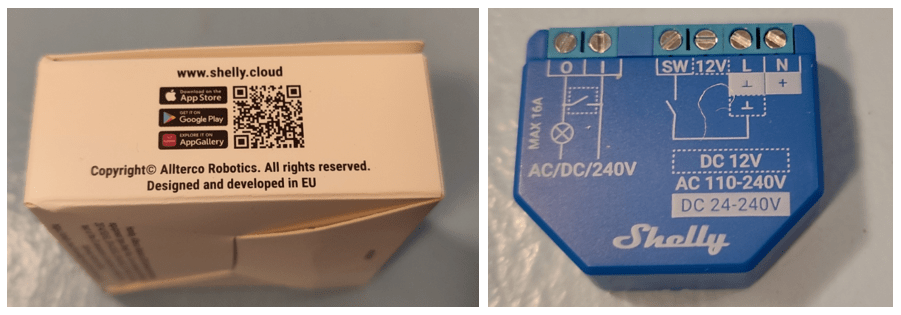 www.shelly.cloud
Download on the
App Store
GET IT ON
Google Play
EXPLORE IT ON
AppGallery
Copyright© Allterco Robotics. All rights reserved.
Designed and developed in EU
O I SW 12V L N
⊥ +
⊥
MAX 16A
AC/DC/240V
DC 12V
AC 110-240V
DC 24-240V
Shelly